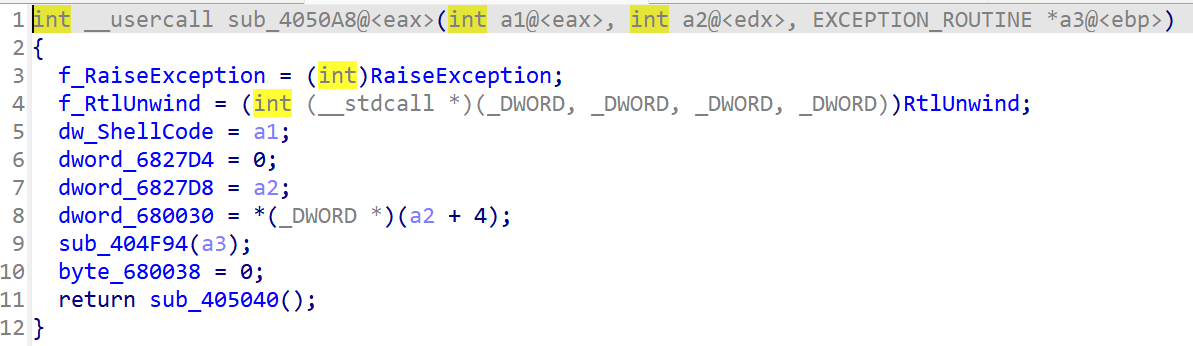 1 int __usercall sub_4050A8@<eax>(int a1@<eax>, int a2@<edx>, EXCEPTION_ROUTINE *a3@<ebp>)
2 {
3   f_RaiseException = (int)RaiseException;
4   f_RtlUnwind = (int (__stdcall *)(_DWORD, _DWORD, _DWORD, _DWORD))RtlUnwind;
5   dw_ShellCode = a1;
6   dword_6827D4 = 0;
7   dword_6827D8 = a2;
8   dword_680030 = *(_DWORD *)(a2 + 4);
9   sub_404F94(a3);
10   byte_680038 = 0;
11   return sub_405040();
12 }